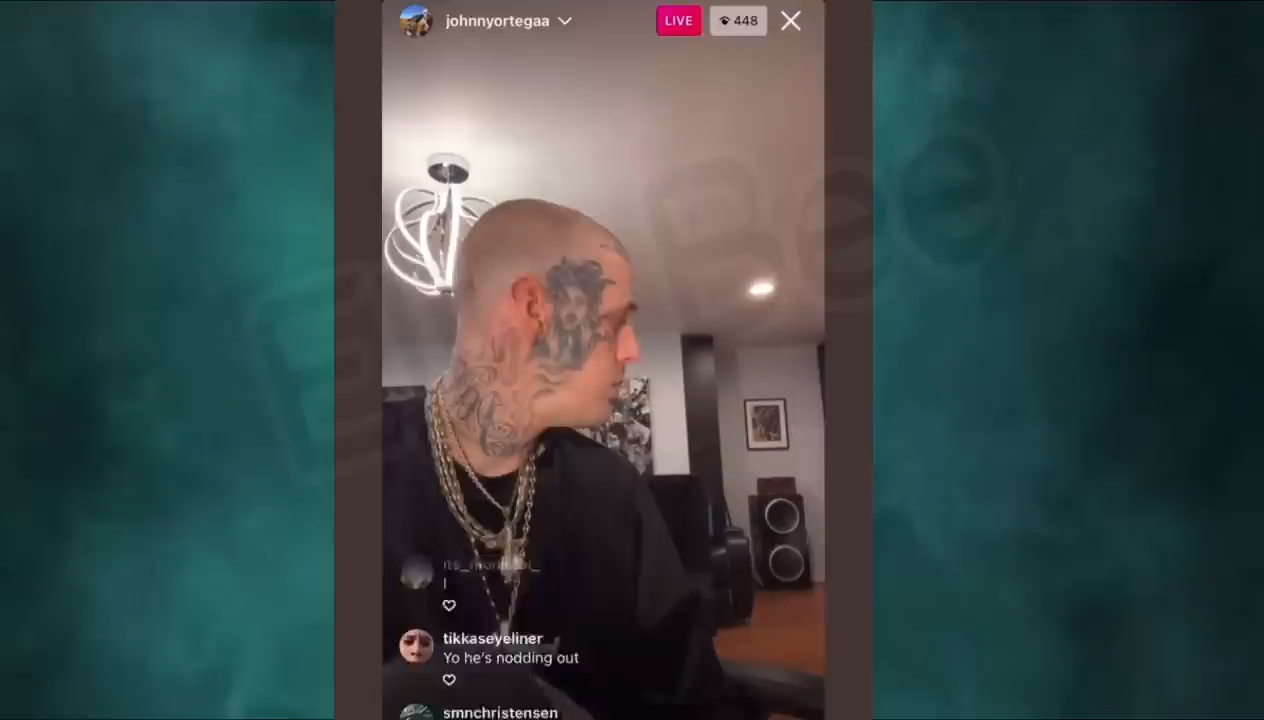 johnnyortegaa
LIVE
448
I
tikkaseyeliner
Yo he's nodding out
smnchristensen